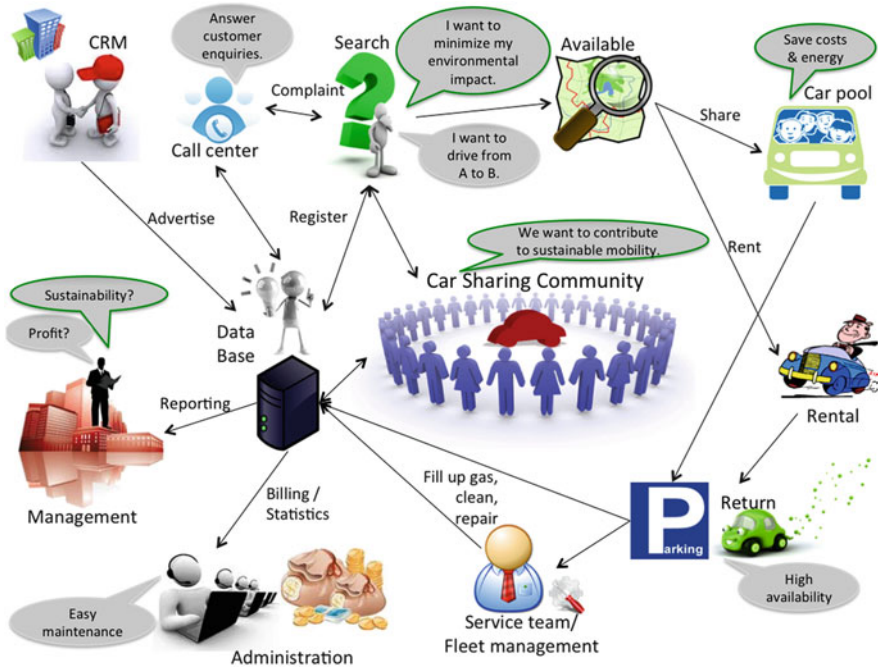 Answer
customer
enquiries.
CRM
Search
I want to
minimize my
environmental
impact.
Available
Save costs
& energy
Car pool
Complaint
Share
Call center
I want to
drive from
A to B.
Advertise
Register
We want to contribute
to sustainable mobility.
Rent
Car Sharing Community
Sustainability?
Profit?
Data
Base
Reporting
Rental
Management
Billing /
Statistics
Fill up gas,
clean,
repair
P
arking
Return
High
availability
Easy
maintenance
Administration
Service team/
Fleet management